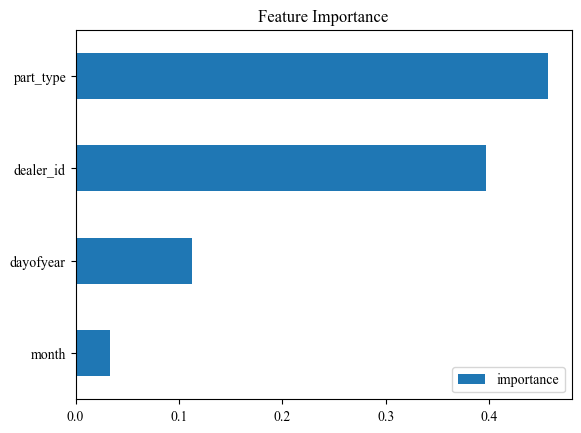 Feature Importance
part_type
dealer_id
dayofyear
month
importance
0.0 0.1 0.2 0.3 0.4